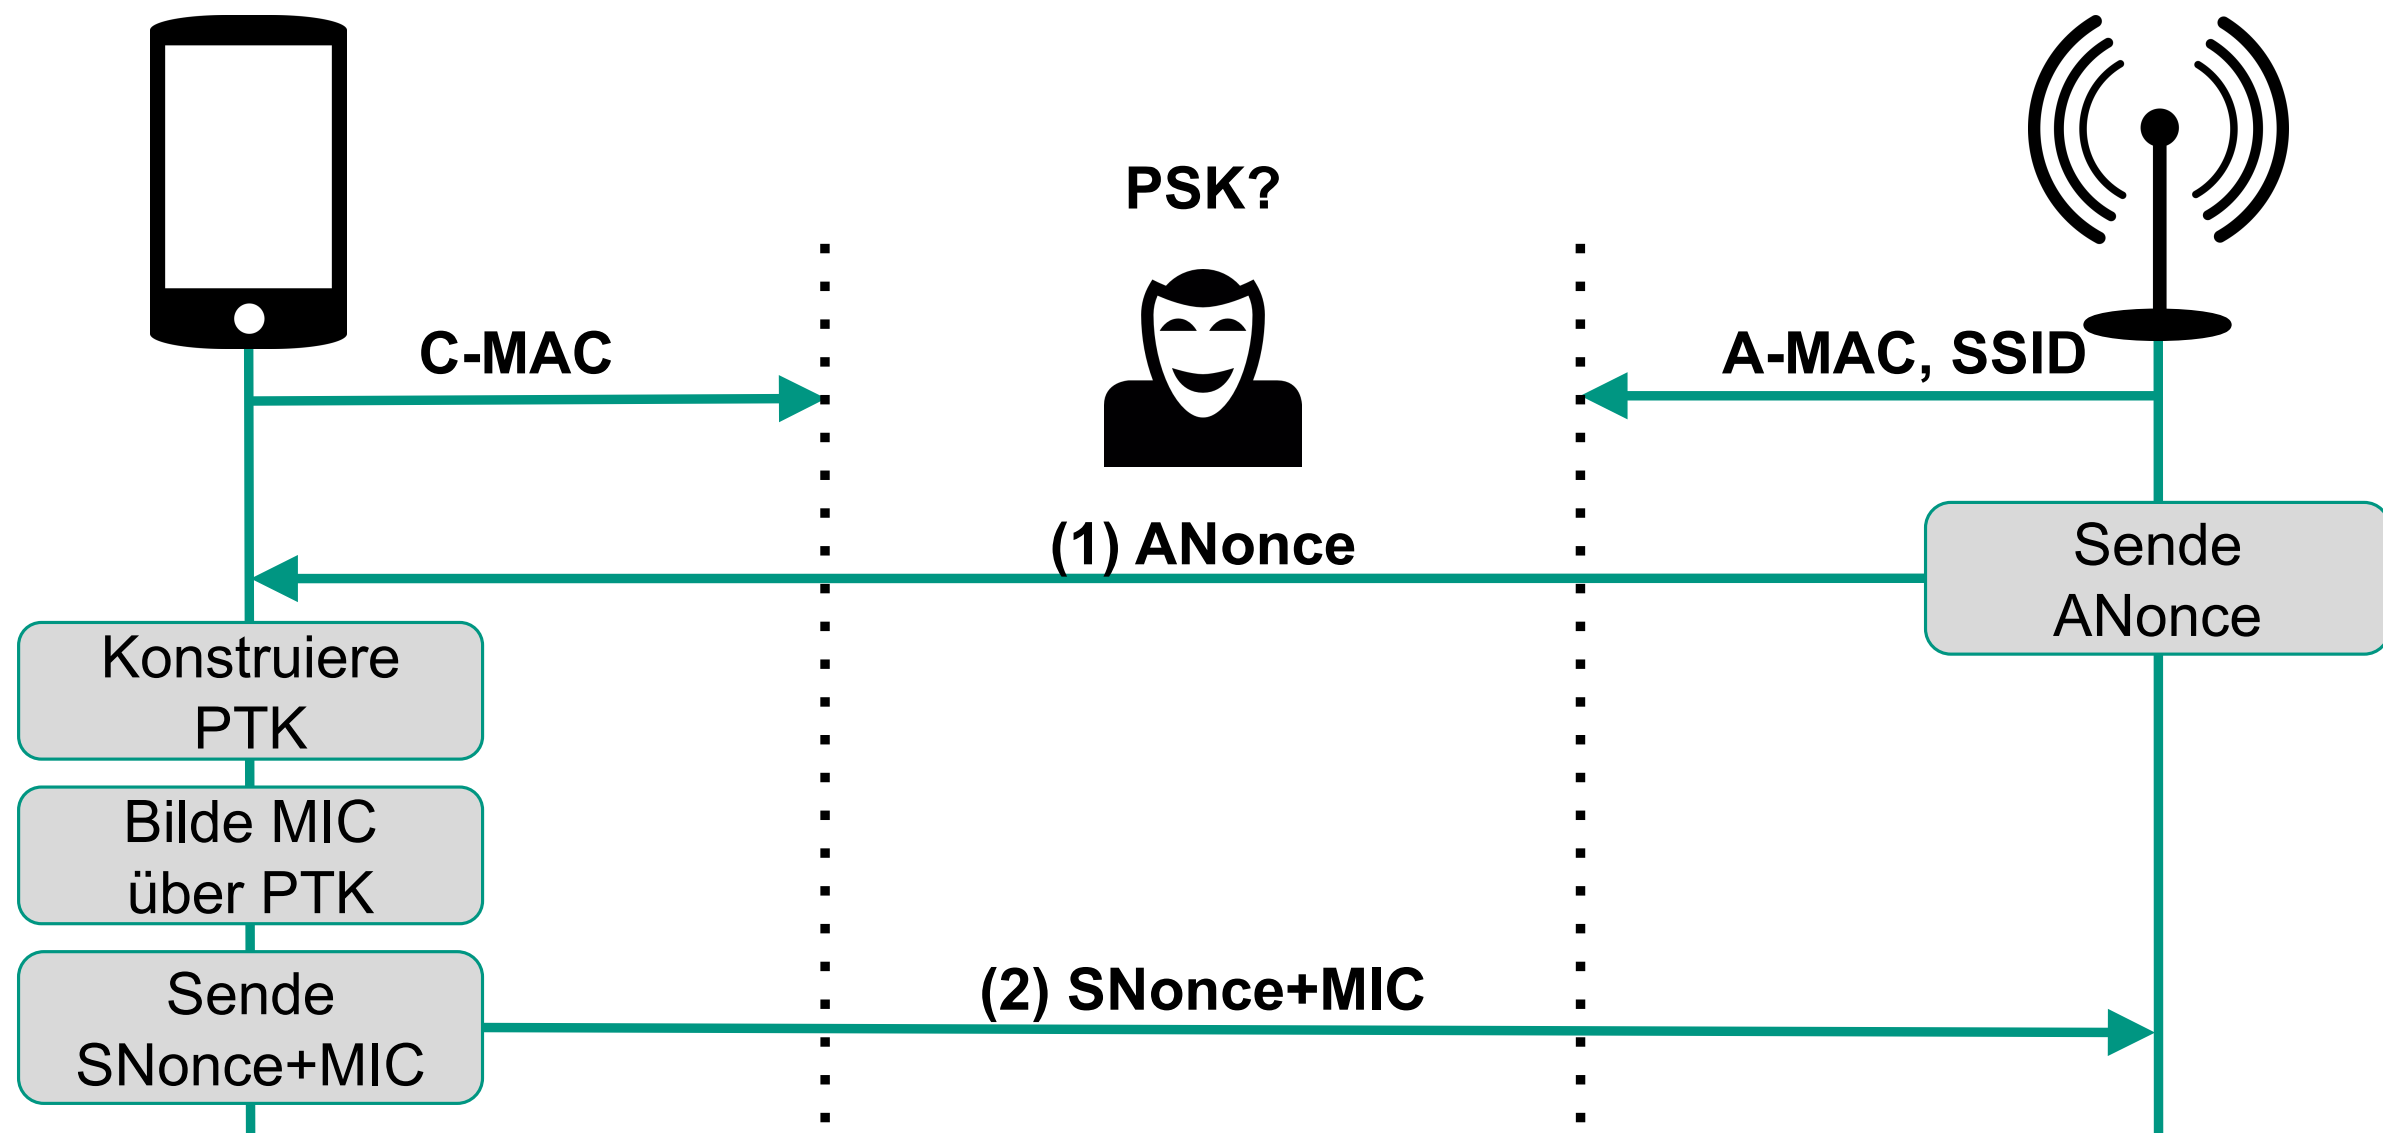 PSK?
C-MAC
A-MAC, SSID
(1) ANonce
Sende
ANonce
Konstruiere
PTK
Bilde MIC
über PTK
Sende
SNonce+MIC
(2) SNonce+MIC